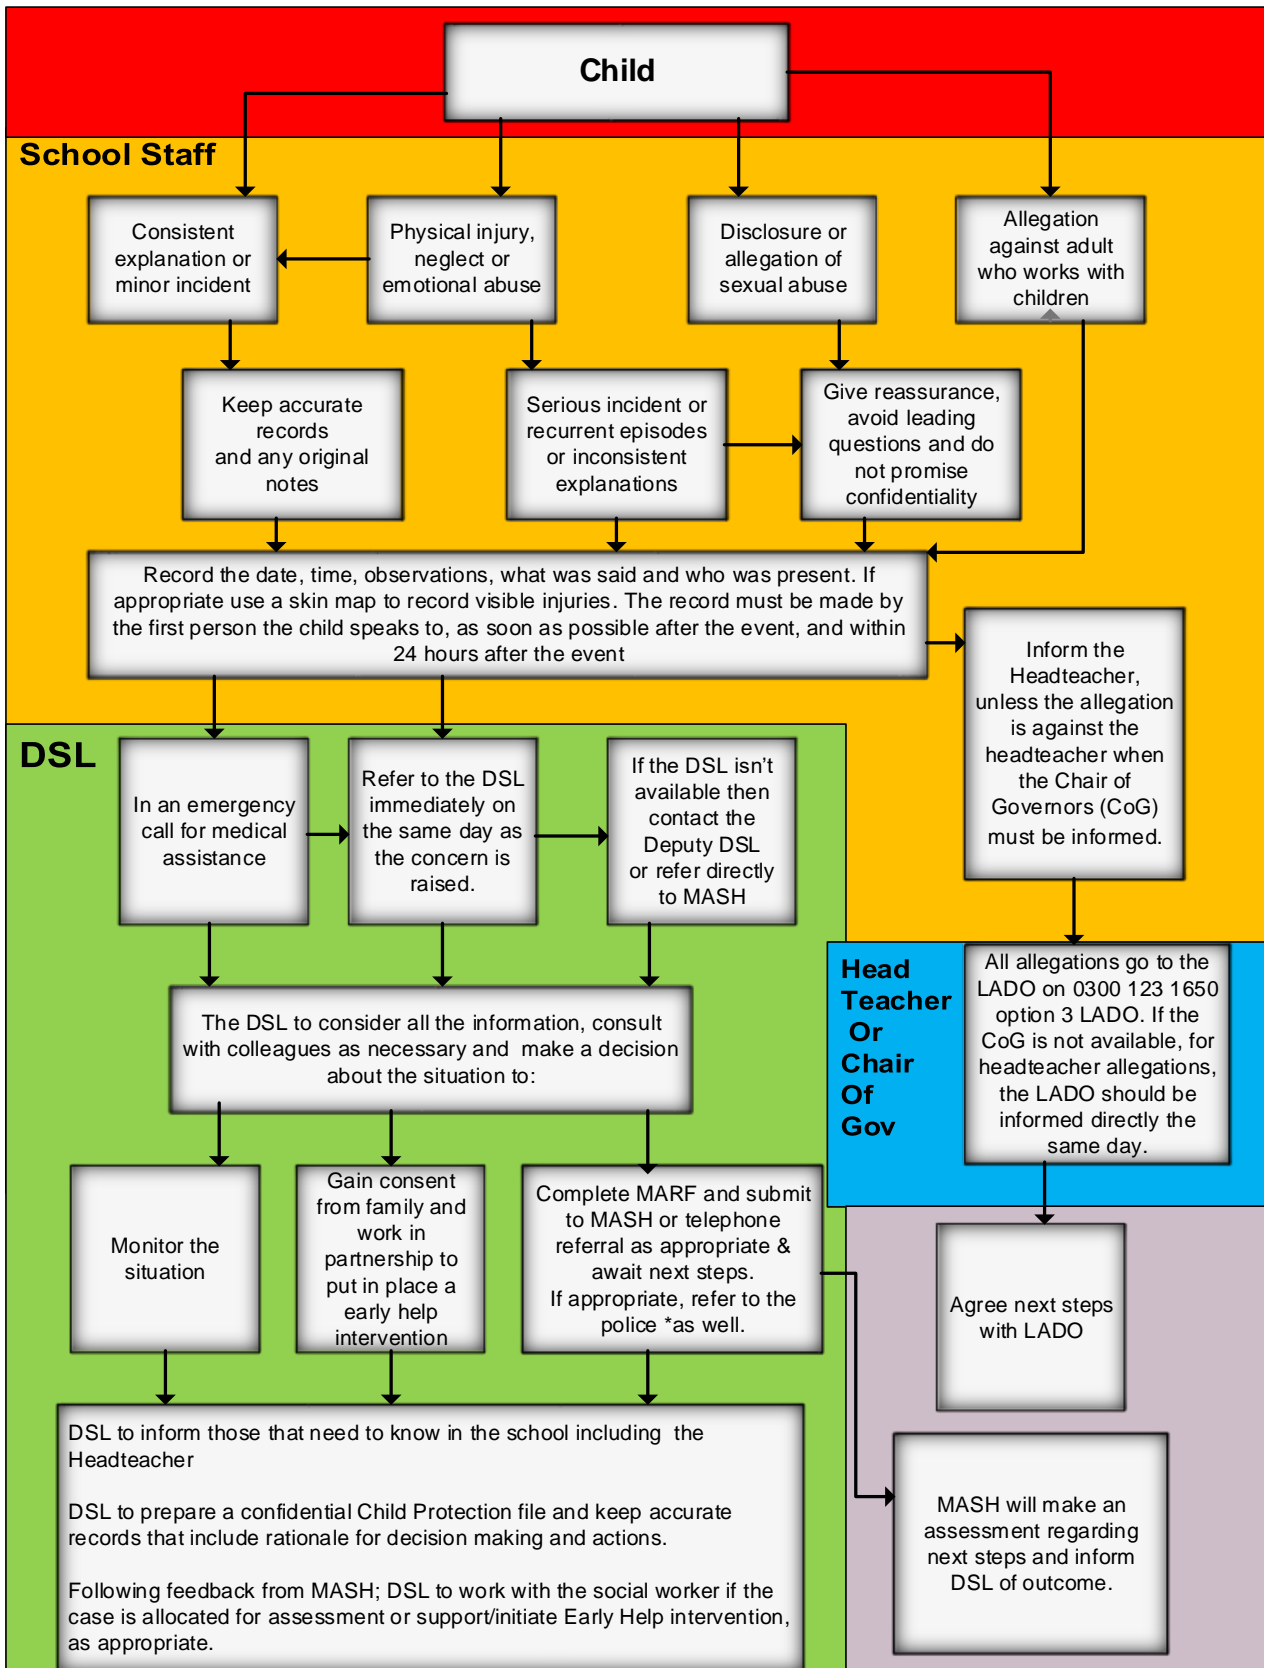 Child
School Staff
Consistent
explanation or
minor incident
Physical injury,
neglect or
emotional abuse
Disclosure or
allegation of
sexual abuse
Allegation
against adult
who works with
children
Keep accurate
records
and any original
notes
Serious incident or
recurrent episodes
or inconsistent
explanations
Give reassurance,
avoid leading
questions and do
not promise
confidentiality
Record the date, time, observations, what was said and who was present. If
appropriate use a skin map to record visible injuries. The record must be made by
the first person the child speaks to, as soon as possible after the event, and within
24 hours after the event
Inform the
Headteacher,
unless the allegation
is against the
headteacher when
the Chair of
Governors (CoG)
must be informed.
DSL
In an emergency
call for medical
assistance
Refer to the DSL
immediately on
the same day as
the concern is
raised.
If the DSL isn't
available then
contact the
Deputy DSL
or refer directly
to MASH
Head
Teacher
Or
Chair
Of
Gov
All allegations go to the
LADO on 0300 123 1650
option 3 LADO. If the
CoG is not available, for
headteacher allegations,
the LADO should be
informed directly the
same day.
The DSL to consider all the information, consult
with colleagues as necessary and make a decision
about the situation to:
Monitor the
situation
Gain consent
from family and
work in
partnership to
put in place a
early help
intervention
Complete MARF and submit
to MASH or telephone
referral as appropriate &
await next steps.
If appropriate, refer to the
police *as well.
Agree next steps
with LADO
DSL to inform those that need to know in the school including the
Headteacher
DSL to prepare a confidential Child Protection file and keep accurate
records that include rationale for decision making and actions.
Following feedback from MASH; DSL to work with the social worker if the
case is allocated for assessment or support/initiate Early Help intervention,
as appropriate.
MASH will make an
assessment regarding
next steps and inform
DSL of outcome.